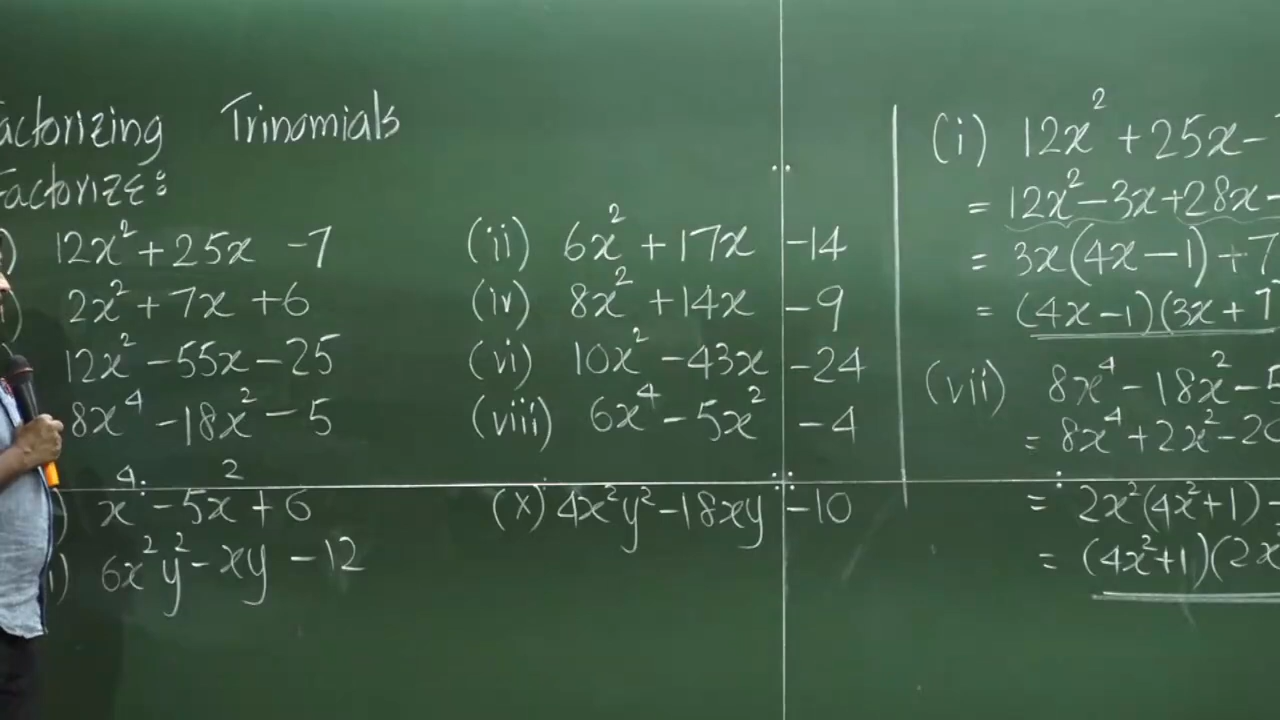 actorizing Trinomials
Factorize:
) 12x² + 25x - 7
(ii) 6x² + 17x - 14
) 2x² + 7x + 6
(iv) 8x² + 14x - 9
12x² - 55x - 25
(vi) 10x² - 43x - 24
8x⁴ - 18x² - 5
(viii) 6x⁴ - 5x² - 4
) x⁴ - 5x² + 6
(x) 4x²y² - 18xy - 10
) 6x²y² - xy - 12
(i) 12x² + 25x -
= 12x² - 3x + 28x -
= 3x(4x - 1) + 7
= (4x - 1)(3x + 7
(vii) 8x⁴ - 18x² - 5
= 8x⁴ + 2x² - 20
= 2x²(4x² + 1) -
= (4x² + 1)(2x²